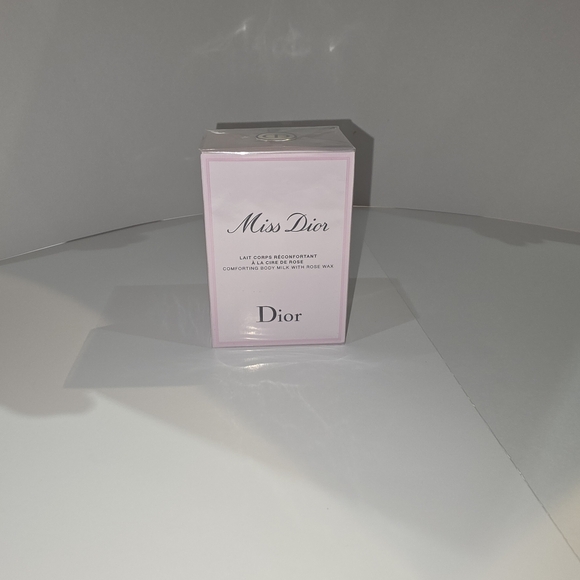 Miss Dior
LAIT CORPS RÉCONFORTANT
À LA CIRE DE ROSE
COMFORTING BODY MILK WITH ROSE WAX
Dior